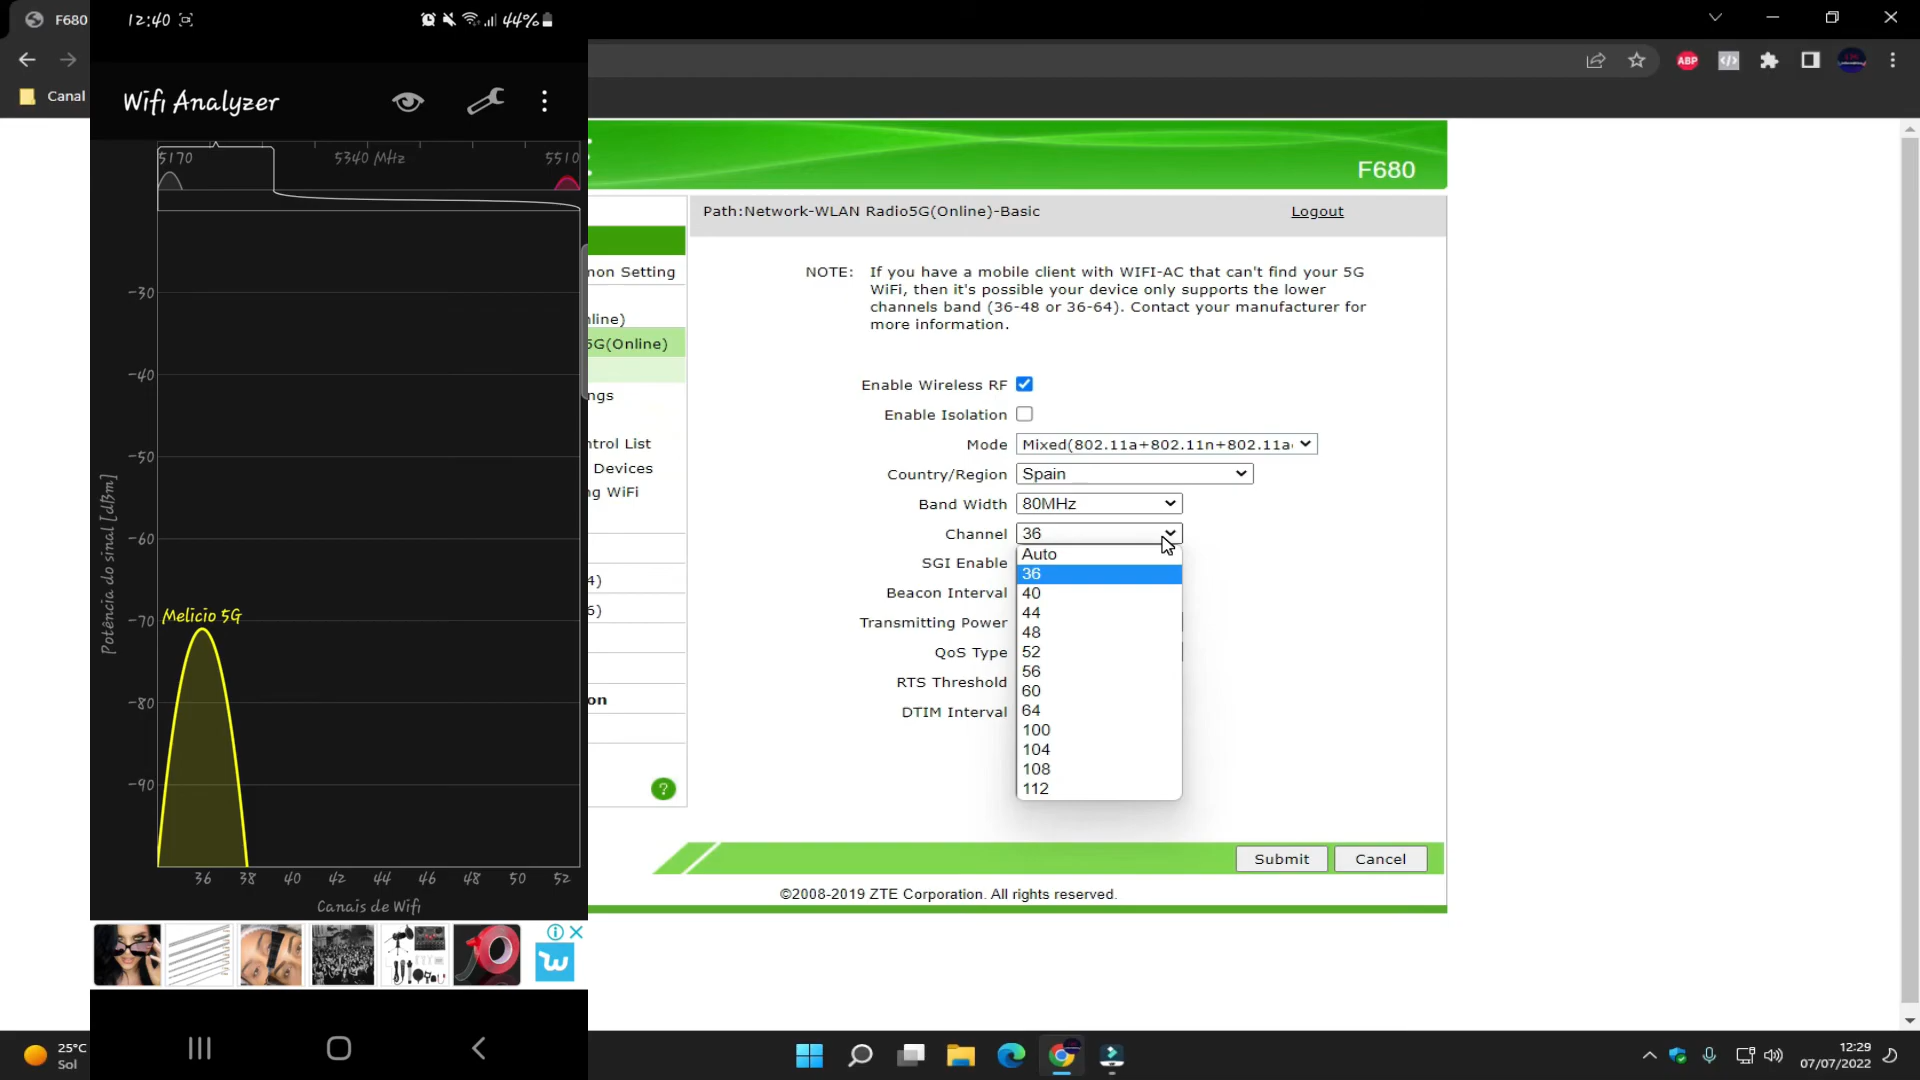 F680
Canal
12:40
44%
Wifi Analyzer
5170
5340 MHz
5510
-30
-40
-50
-60
-70
-80
-90
Potência do sinal [dBm]
Melicio 5G
36 38 40 42 44 46 48 50 52
Canais de Wifi
F680
Path:Network-WLAN Radio5G(Online)-Basic
Logout
non Setting
nline)
5G(Online)
ngs
ntrol List
Devices
ng WiFi
4)
6)
on
?
NOTE: If you have a mobile client with WIFI-AC that can't find your 5G
WiFi, then it's possible your device only supports the lower
channels band (36-48 or 36-64). Contact your manufacturer for
more information.
Enable Wireless RF
Enable Isolation
Mode Mixed(802.11a+802.11n+802.11a
Country/Region Spain
Band Width 80MHz
Channel 36
SGI Enable
Beacon Interval
Transmitting Power
QoS Type
RTS Threshold
DTIM Interval
Auto
36
40
44
48
52
56
60
64
100
104
108
112
Submit
Cancel
©2008-2019 ZTE Corporation. All rights reserved.
ABP
25°C
Sol
12:29
07/07/2022